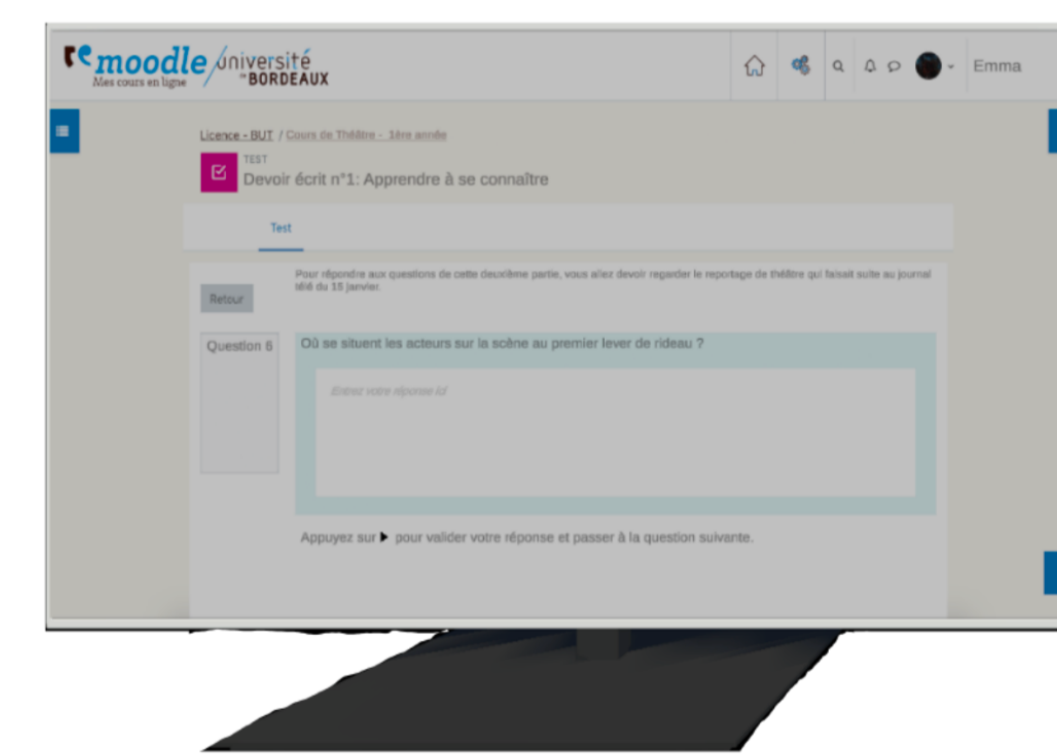 moodle université
Mes cours en ligne DE BORDEAUX
Emma
Licence - BUT / Cours de Théâtre - 1ère année
TEST
Devoir écrit n°1: Apprendre à se connaître
Test
Pour répondre aux questions de cette deuxième partie, vous allez devoir regarder le reportage de théâtre qui faisait suite au journal
télé du 15 janvier.
Retour
Question 6
Où se situent les acteurs sur la scène au premier lever de rideau ?
Entrez votre réponse ici
Appuyez sur pour valider votre réponse et passer à la question suivante.